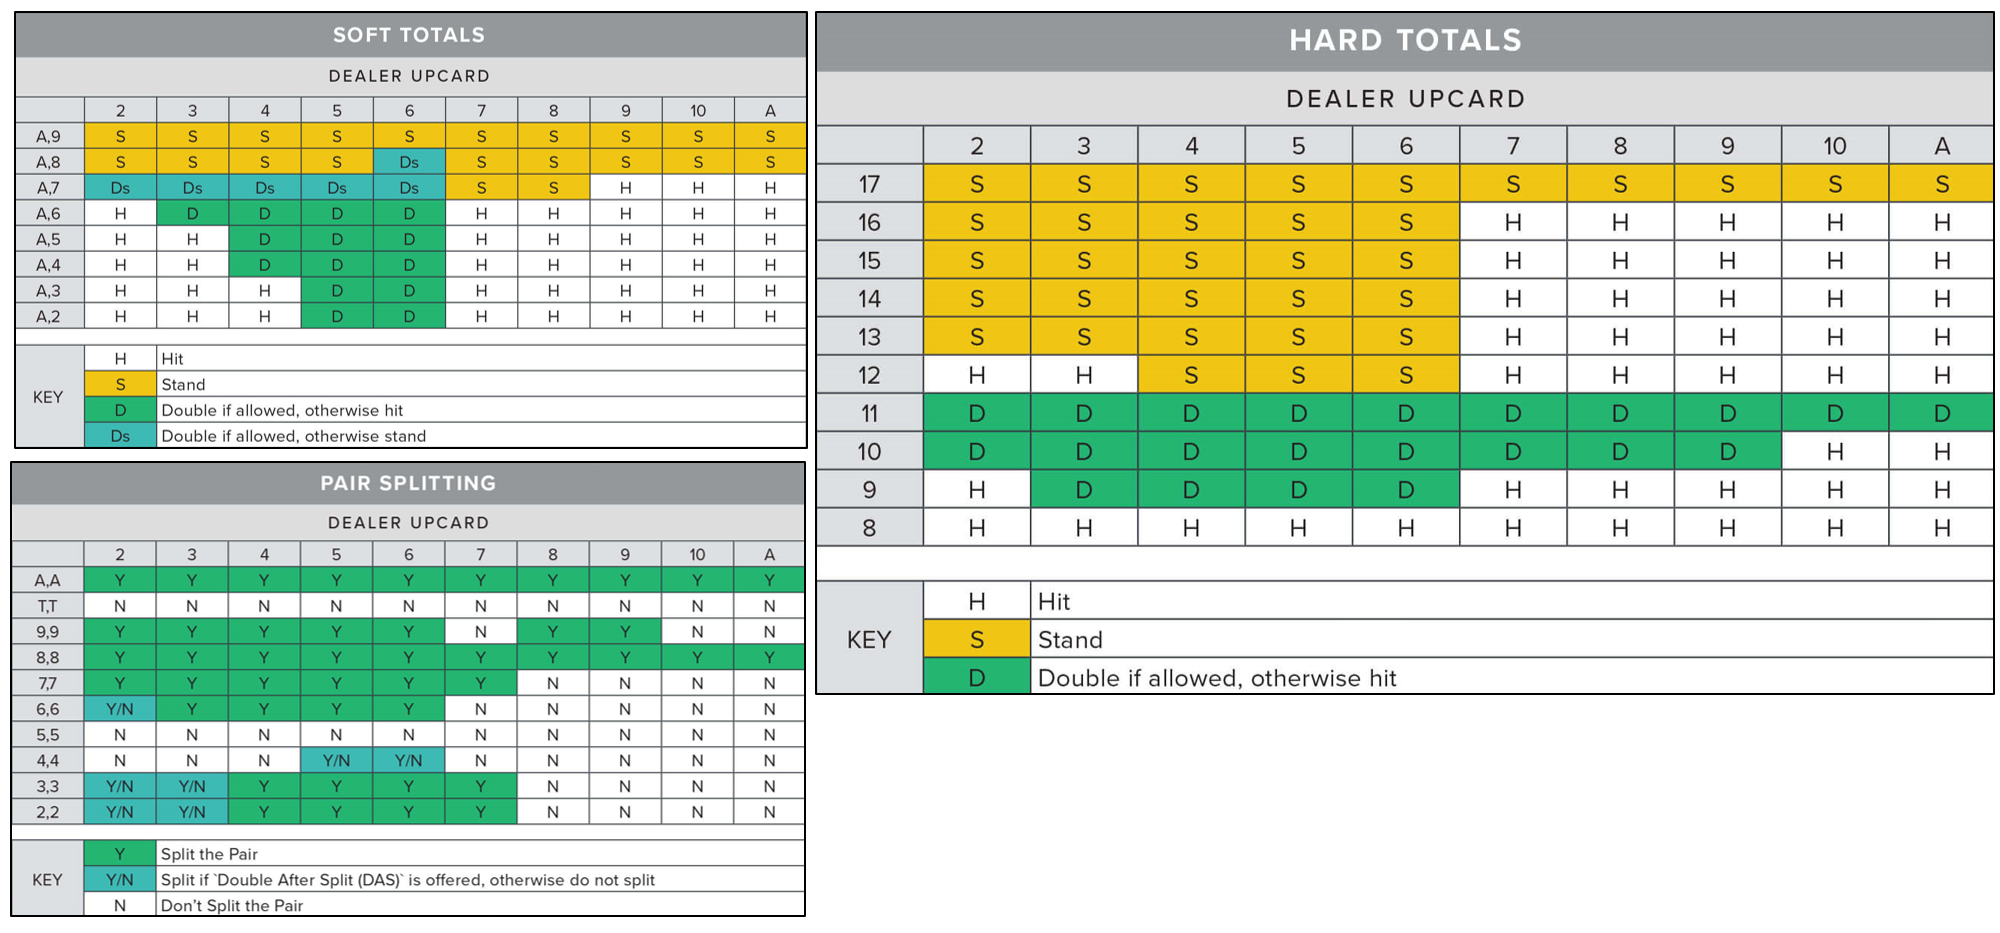 SOFT TOTALS
DEALER UPCARD
2 3 4 5 6 7 8 9 10 A
A,9 S S S S S S S S S S
A,8 S S S S Ds S S S S S
A,7 Ds Ds Ds Ds Ds S S H H H
A,6 H D D D D H H H H H
A,5 H H D D D H H H H H
A,4 H H D D D H H H H H
A,3 H H H D D H H H H H
A,2 H H H D D H H H H H
KEY
H Hit
S Stand
D Double if allowed, otherwise hit
Ds Double if allowed, otherwise stand
PAIR SPLITTING
DEALER UPCARD
2 3 4 5 6 7 8 9 10 A
A,A Y Y Y Y Y Y Y Y Y Y
T,T N N N N N N N N N N
9,9 Y Y Y Y Y N Y Y N N
8,8 Y Y Y Y Y Y Y Y Y Y
7,7 Y Y Y Y Y Y N N N N
6,6 Y/N Y Y Y Y N N N N N
5,5 N N N N N N N N N N
4,4 N N N Y/N Y/N N N N N N
3,3 Y/N Y/N Y Y Y Y N N N N
2,2 Y/N Y/N Y Y Y Y N N N N
KEY
Y Split the Pair
Y/N Split if `Double After Split (DAS)` is offered, otherwise do not split
N Don't Split the Pair
HARD TOTALS
DEALER UPCARD
2 3 4 5 6 7 8 9 10 A
17 S S S S S S S S S S
16 S S S S S H H H H H
15 S S S S S H H H H H
14 S S S S S H H H H H
13 S S S S S H H H H H
12 H H S S S H H H H H
11 D D D D D D D D D D
10 D D D D D D D D H H
9 H D D D D H H H H H
8 H H H H H H H H H H
KEY
H Hit
S Stand
D Double if allowed, otherwise hit